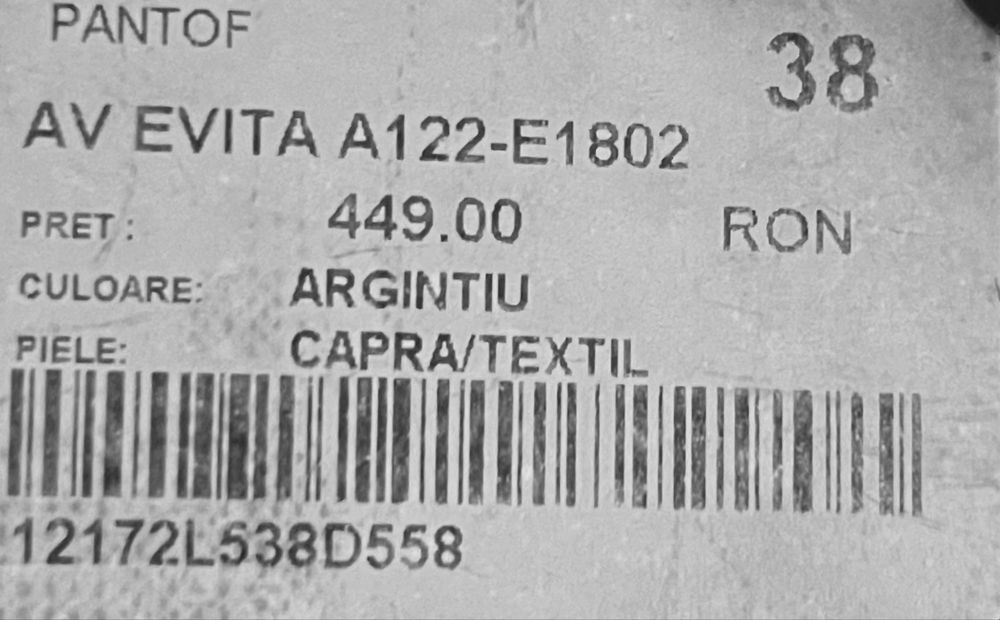 PANTOF 38
AV EVITA A122-E1802
PRET : 449.00 RON
CULOARE: ARGINTIU
PIELE: CAPRA/TEXTIL
12172L538D558